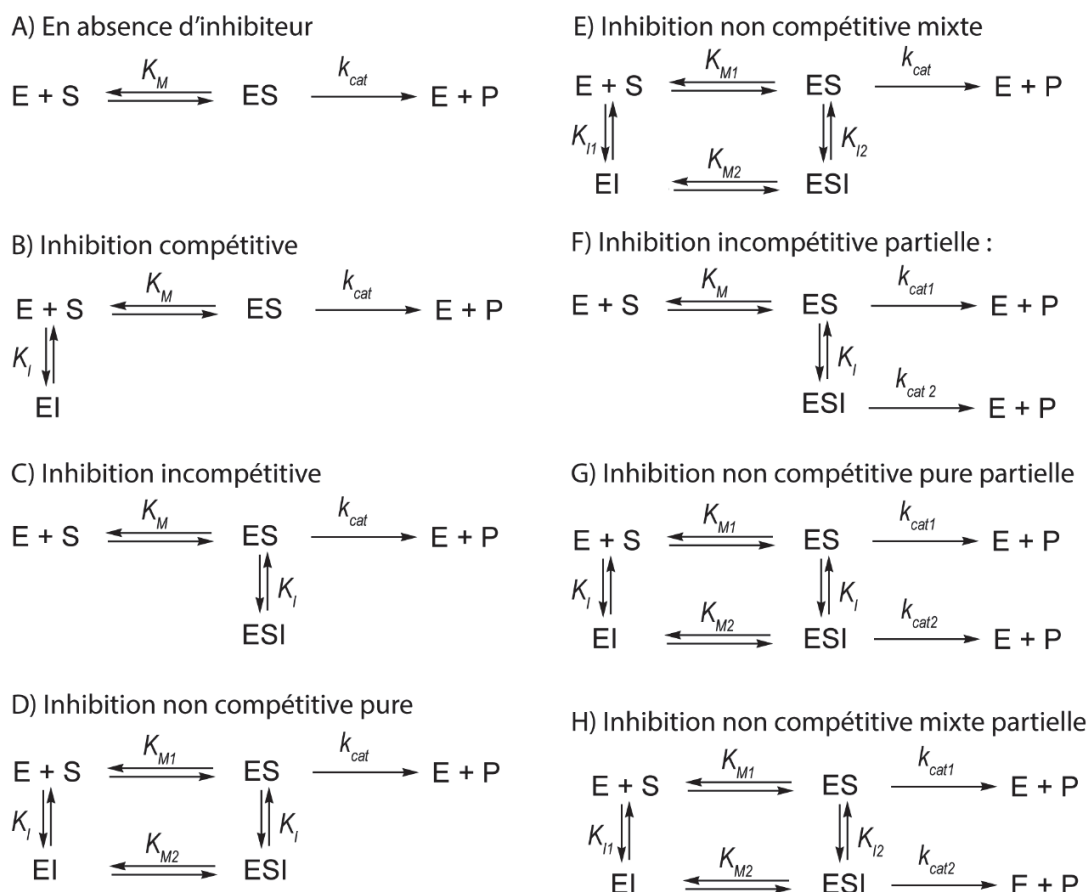 A) En absence d'inhibiteur
K_M k_cat
E + S ES E + P
B) Inhibition compétitive
K_M k_cat
E + S ES E + P
K_I
EI
C) Inhibition incompétitive
K_M k_cat
E + S ES E + P
K_I
ESI
D) Inhibition non compétitive pure
K_M1 k_cat
E + S ES E + P
K_I K_I
K_M2
EI ESI
E) Inhibition non compétitive mixte
K_M1 k_cat
E + S ES E + P
K_I1 K_I2
K_M2
EI ESI
F) Inhibition incompétitive partielle :
K_M k_cat1
E + S ES E + P
K_I
k_cat 2
ESI E + P
G) Inhibition non compétitive pure partielle
K_M1 k_cat1
E + S ES E + P
K_I K_I
K_M2 k_cat2
EI ESI E + P
H) Inhibition non compétitive mixte partielle
K_M1 k_cat1
E + S ES E + P
K_I1 K_I2
K_M2 k_cat2
EI ESI E + P